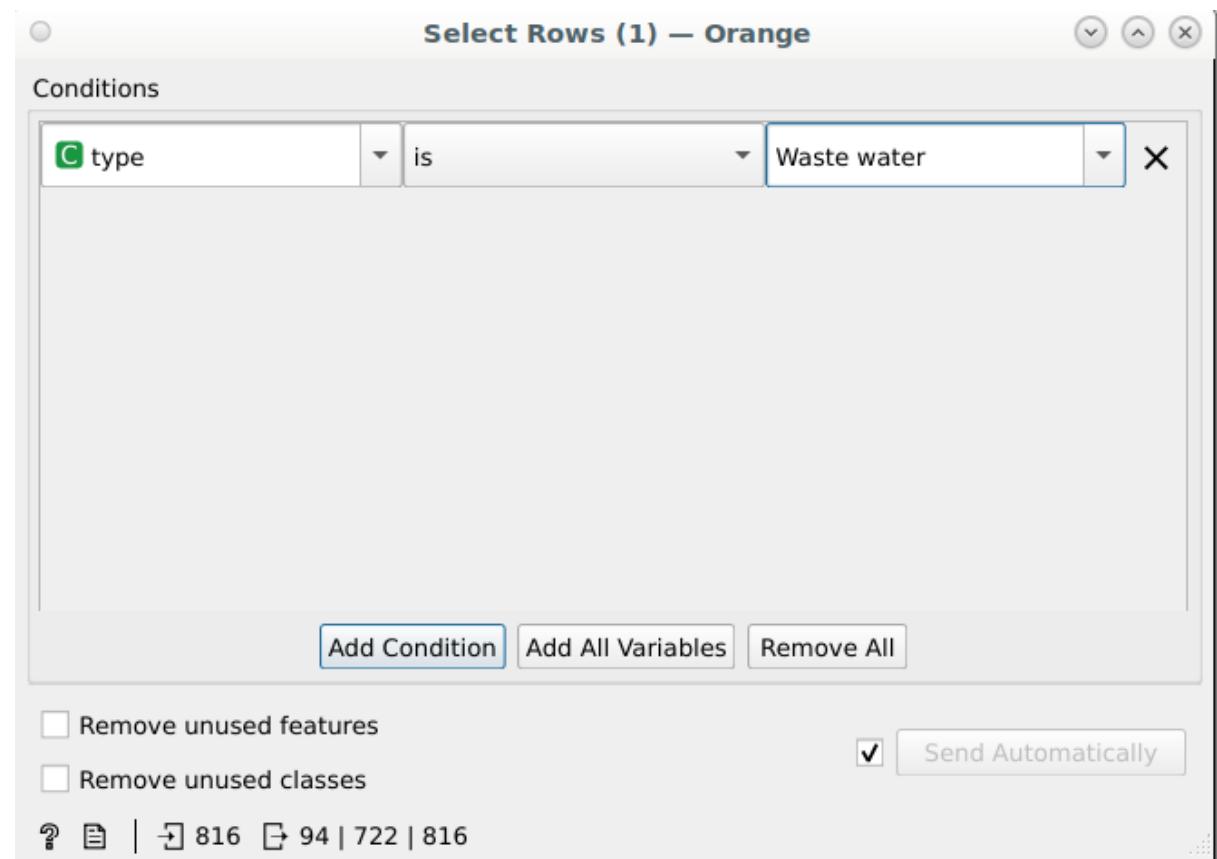 Select Rows (1) — Orange
Conditions
C type is Waste water
Add Condition Add All Variables Remove All
Remove unused features
Send Automatically
Remove unused classes
? 816 94 | 722 | 816